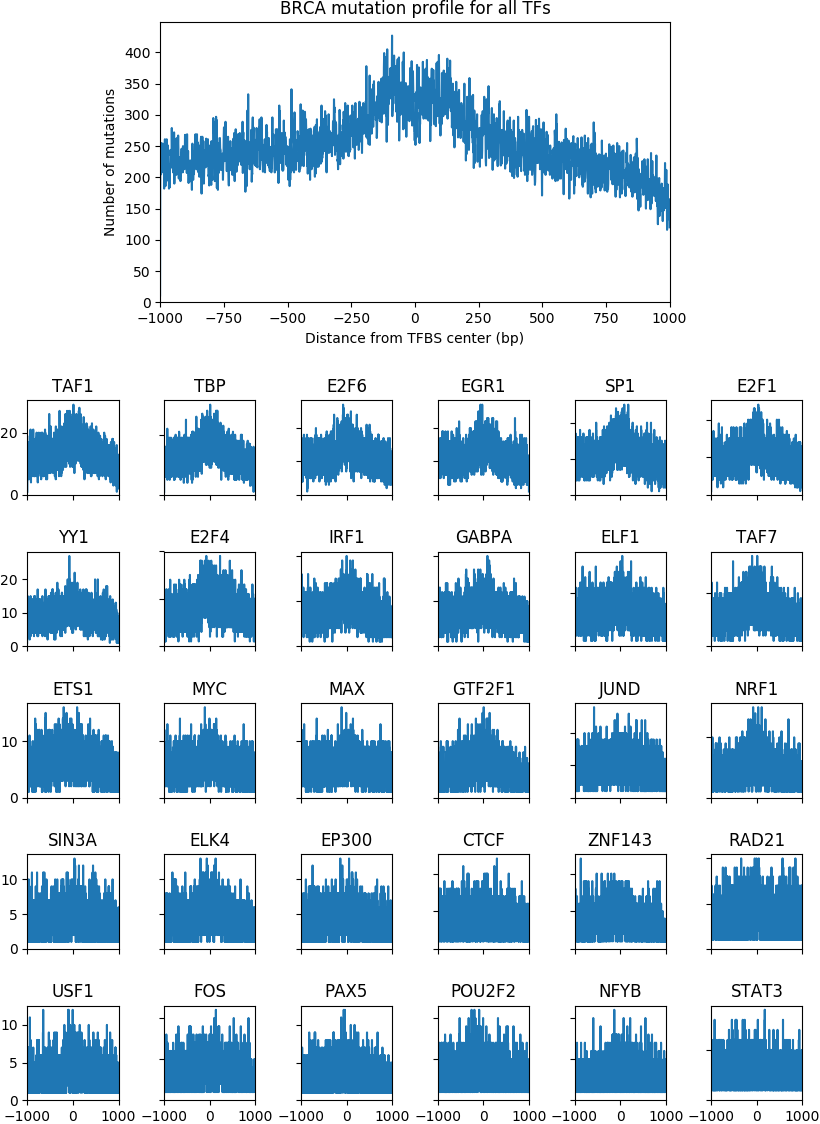 BRCA mutation profile for all TFs
400
350
300
250
200
150
100
50
0
Number of mutations
−1000 −750 −500 −250 0 250 500 750 1000
Distance from TFBS center (bp)
TAF1 TBP E2F6 EGR1 SP1 E2F1
20
0
YY1 E2F4 IRF1 GABPA ELF1 TAF7
20
10
0
ETS1 MYC MAX GTF2F1 JUND NRF1
10
0
SIN3A ELK4 EP300 CTCF ZNF143 RAD21
10
5
0
USF1 FOS PAX5 POU2F2 NFYB STAT3
10
5
0
−1000 0 1000 −1000 0 1000 −1000 0 1000 −1000 0 1000 −1000 0 1000 −1000 0 1000